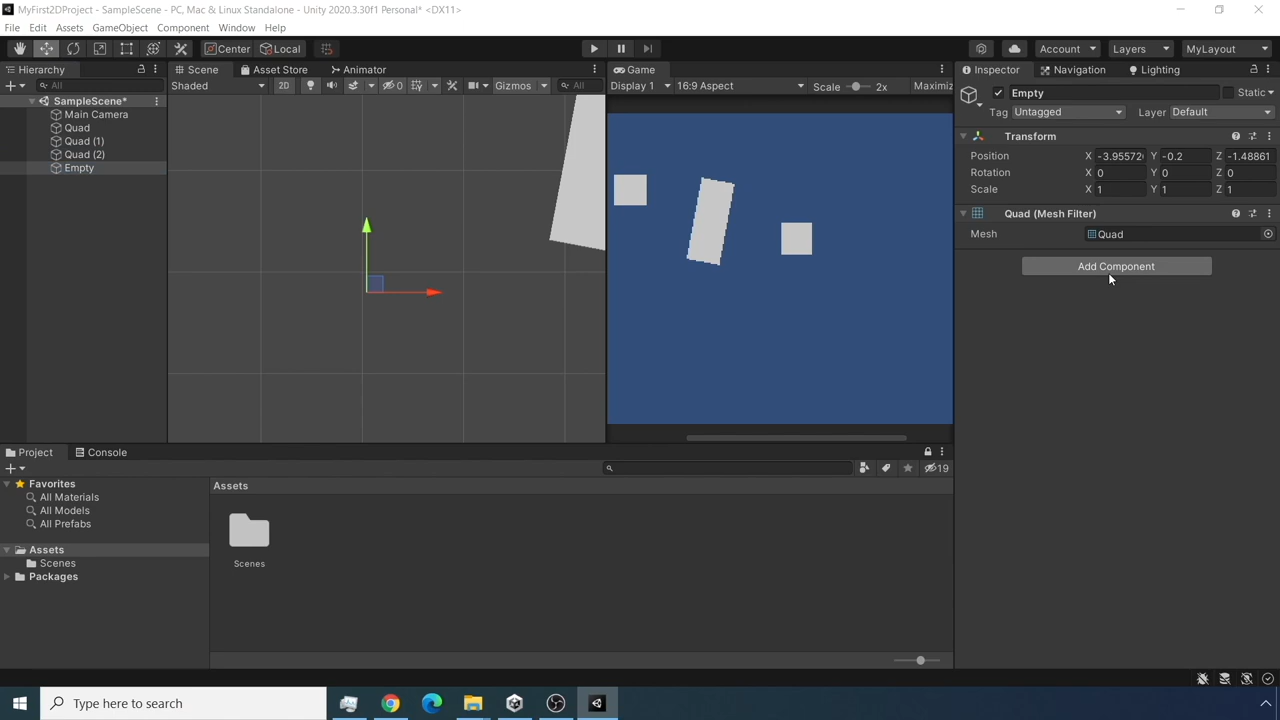 MyFirst2DProject - SampleScene - PC, Mac & Linux Standalone - Unity 2020.3.30f1 Personal* <DX11>
File Edit Assets GameObject Component Window Help
Center Local Account Layers MyLayout
Hierarchy Scene Asset Store Animator Game Inspector Navigation Lighting
All Shaded 2D 0 Gizmos All Display 1 16:9 Aspect Scale 2x Maximiz
SampleScene*
Main Camera
Quad
Quad (1)
Quad (2)
Empty
Empty Static
Tag Untagged Layer Default
Transform
Position X -3.95572 Y -0.2 Z -1.48861
Rotation X 0 Y 0 Z 0
Scale X 1 Y 1 Z 1
Quad (Mesh Filter)
Mesh Quad
Add Component
Project Console
19
Favorites
All Materials
All Models
All Prefabs
Assets
Scenes
Packages
Assets
Scenes
Type here to search